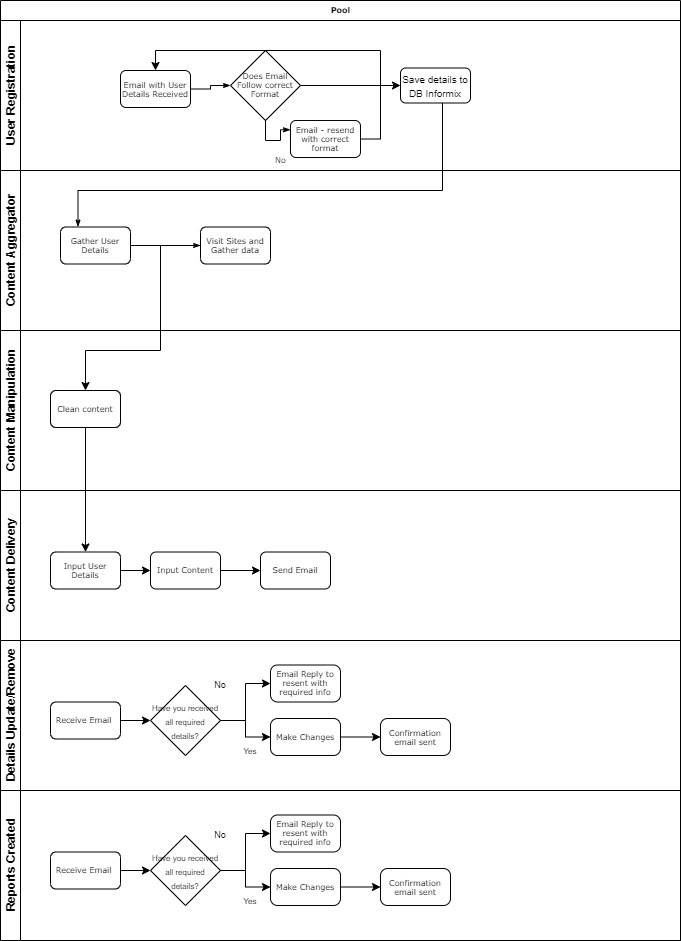 Pool
User Registration
Email with User
Details Received
Does Email
Follow correct
Format
Save details to
DB Informix
Email - resend
with correct
format
No
Content Aggregator
Gather User
Details
Visit Sites and
Gather data
Content Manipulation
Clean content
Content Delivery
Input User
Details
Input Content
Send Email
Details Update/Remove
Receive Email
Have you received
all required
details?
No
Email Reply to
resent with
required info
Yes
Make Changes
Confirmation
email sent
Reports Created
Receive Email
Have you received
all required
details?
No
Email Reply to
resent with
required info
Yes
Make Changes
Confirmation
email sent